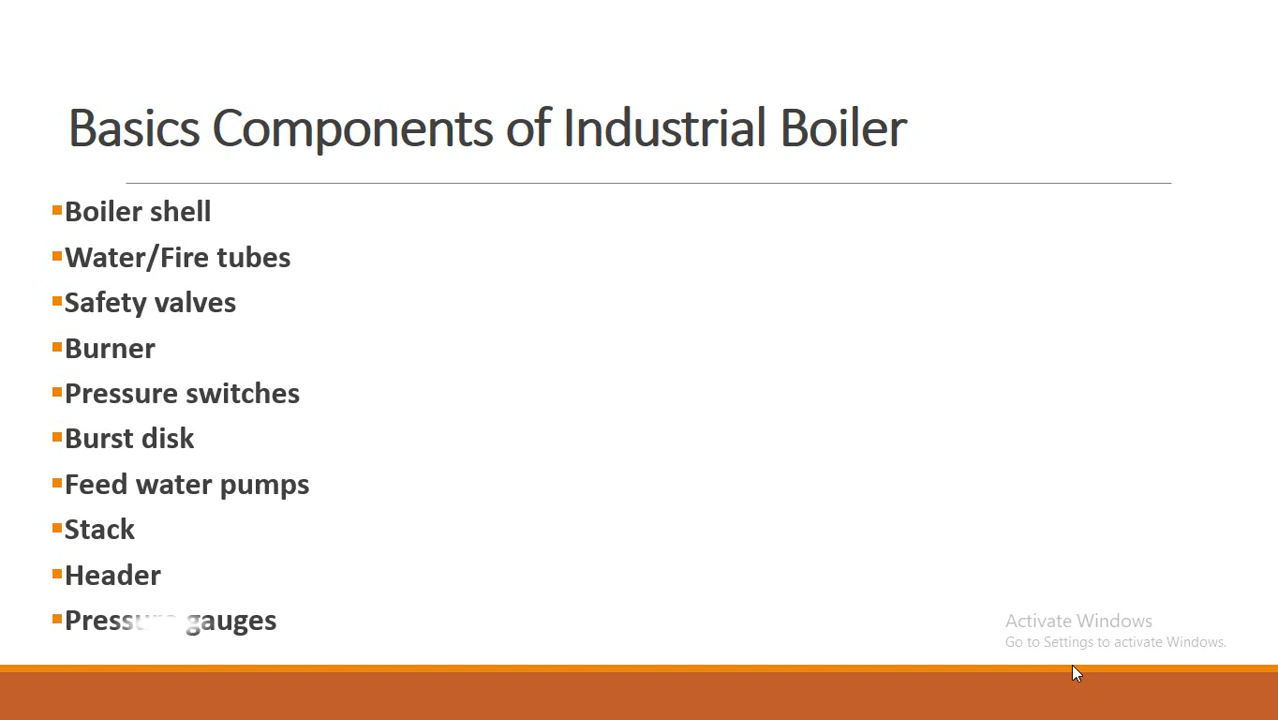 Basics Components of Industrial Boiler
▪Boiler shell
▪Water/Fire tubes
▪Safety valves
▪Burner
▪Pressure switches
▪Burst disk
▪Feed water pumps
▪Stack
▪Header
▪Pressure gauges
Activate Windows
Go to Settings to activate Windows.